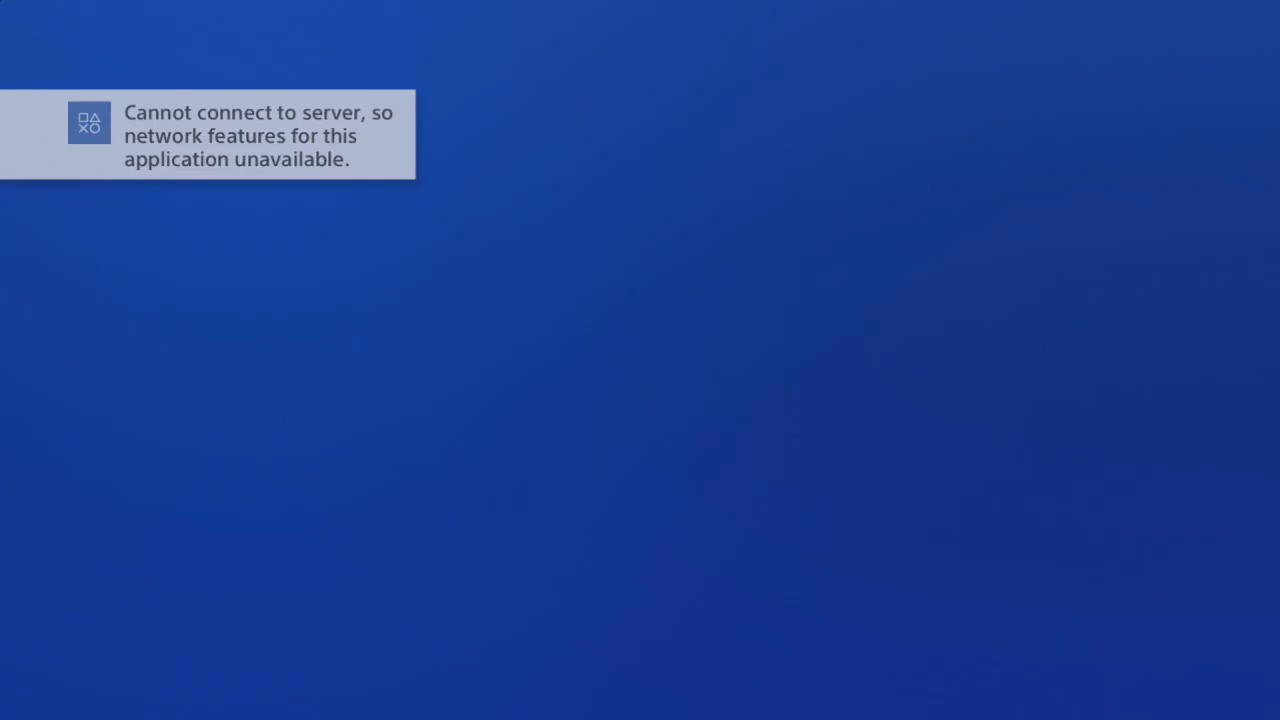 Cannot connect to server, so
network features for this
application unavailable.